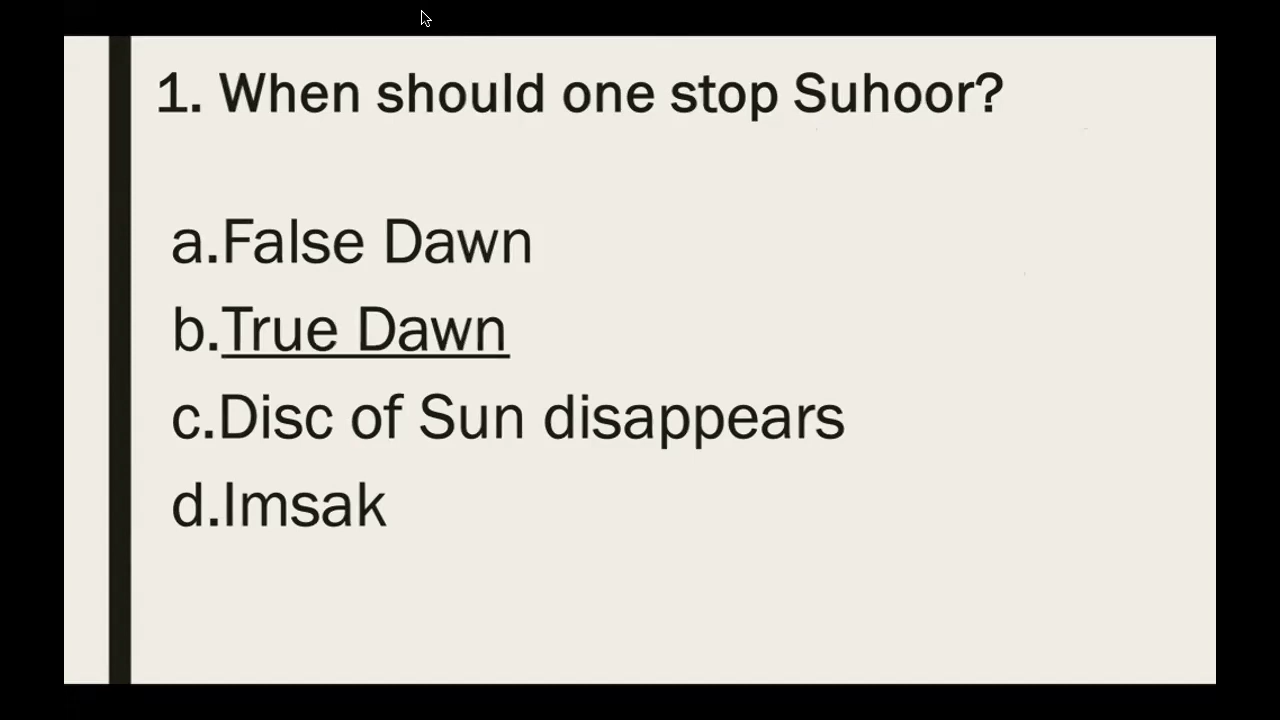 1. When should one stop Suhoor?
a.False Dawn
b.True Dawn
c.Disc of Sun disappears
d.Imsak